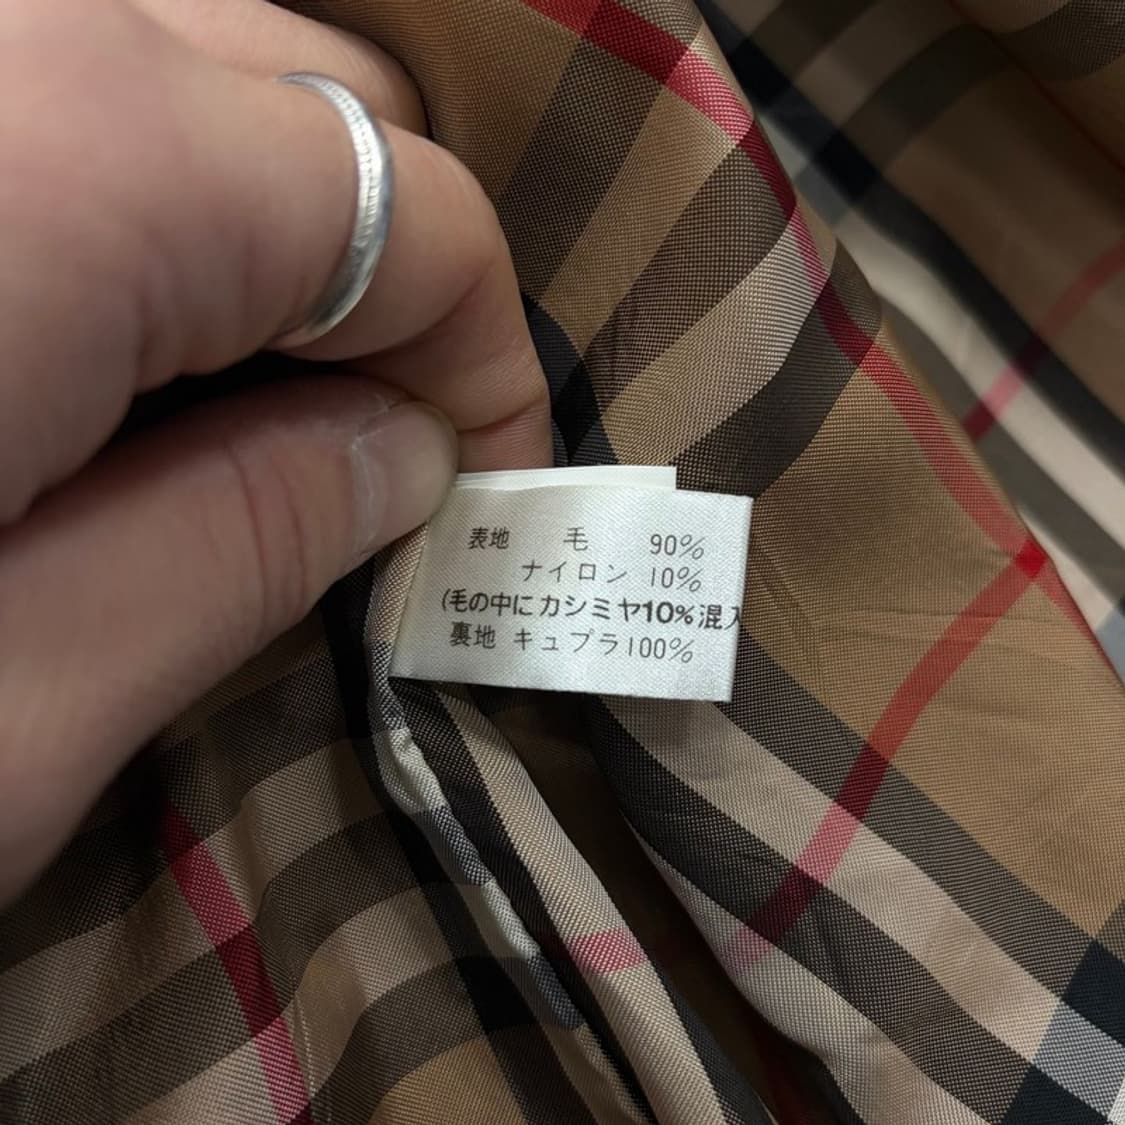 表地 毛 90%
ナイロン 10%
(毛の中にカシミヤ10%混入
裏地 キュプラ100%